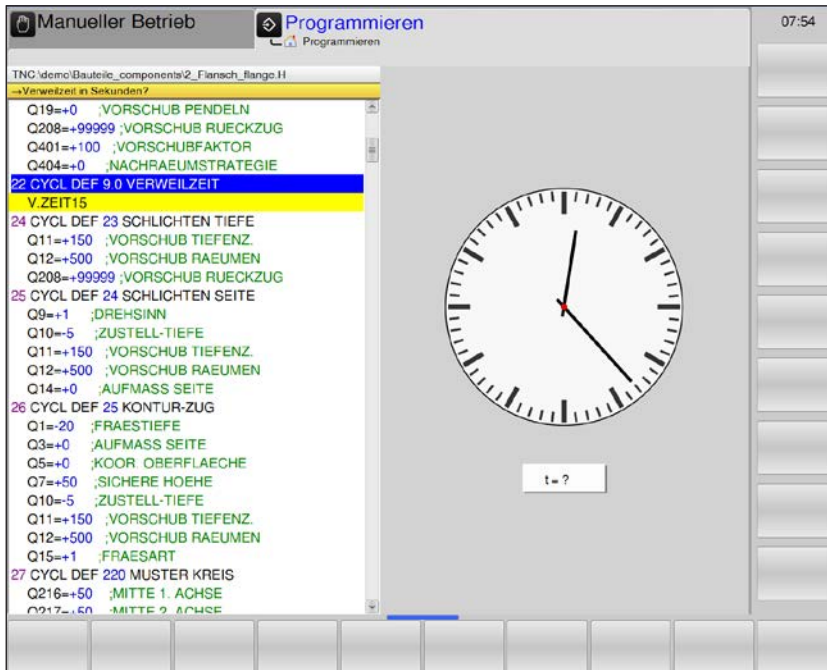 Manueller Betrieb
Programmieren
Programmieren
07:54
TNC:\demo\Bauteile_components\2_Flansch_flange.H
→Verweilzeit in Sekunden?
Q19=+0 ;VORSCHUB PENDELN
Q208=+99999 ;VORSCHUB RUECKZUG
Q401=+100 ;VORSCHUBFAKTOR
Q404=+0 ;NACHRAEUMSTRATEGIE
22 CYCL DEF 9.0 VERWEILZEIT
V.ZEIT15
24 CYCL DEF 23 SCHLICHTEN TIEFE
Q11=+150 ;VORSCHUB TIEFENZ.
Q12=+500 ;VORSCHUB RAEUMEN
Q208=+99999 ;VORSCHUB RUECKZUG
25 CYCL DEF 24 SCHLICHTEN SEITE
Q9=+1 ;DREHSINN
Q10=-5 ;ZUSTELL-TIEFE
Q11=+150 ;VORSCHUB TIEFENZ.
Q12=+500 ;VORSCHUB RAEUMEN
Q14=+0 ;AUFMASS SEITE
26 CYCL DEF 25 KONTUR-ZUG
Q1=-20 ;FRAESTIEFE
Q3=+0 ;AUFMASS SEITE
Q5=+0 ;KOOR. OBERFLAECHE
Q7=+50 ;SICHERE HOEHE
Q10=-5 ;ZUSTELL-TIEFE
Q11=+150 ;VORSCHUB TIEFENZ.
Q12=+500 ;VORSCHUB RAEUMEN
Q15=+1 ;FRAESART
27 CYCL DEF 220 MUSTER KREIS
Q216=+50 ;MITTE 1. ACHSE
Q217=+50 ;MITTE 2. ACHSE
t = ?